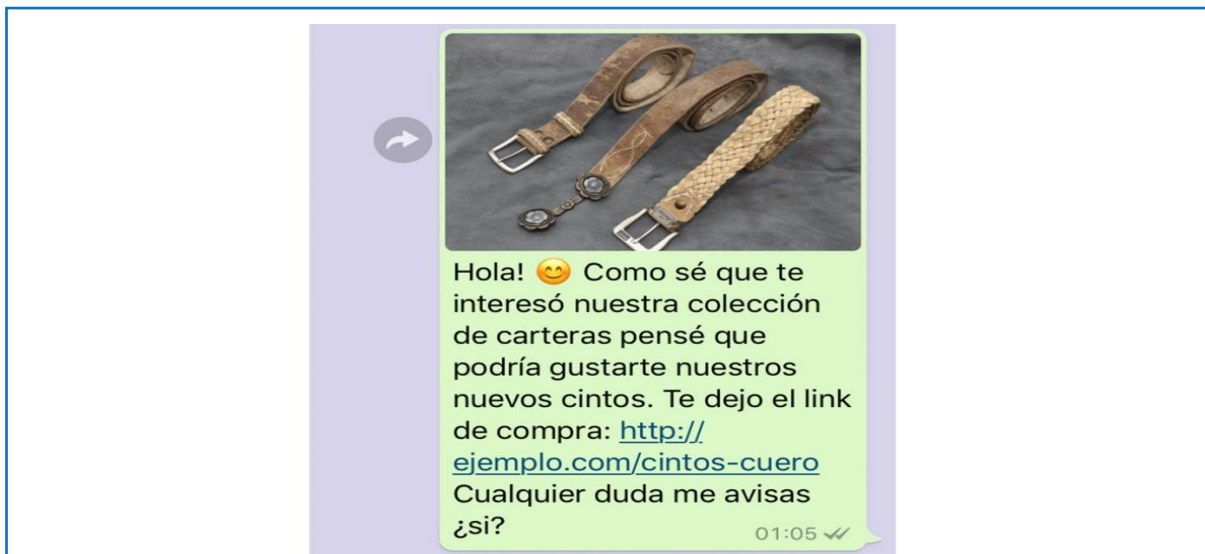 Hola! 😊 Como sé que te
interesó nuestra colección
de carteras pensé que
podría gustarte nuestros
nuevos cintos. Te dejo el link
de compra: http://
ejemplo.com/cintos-cuero
Cualquier duda me avisas
¿si?
01:05